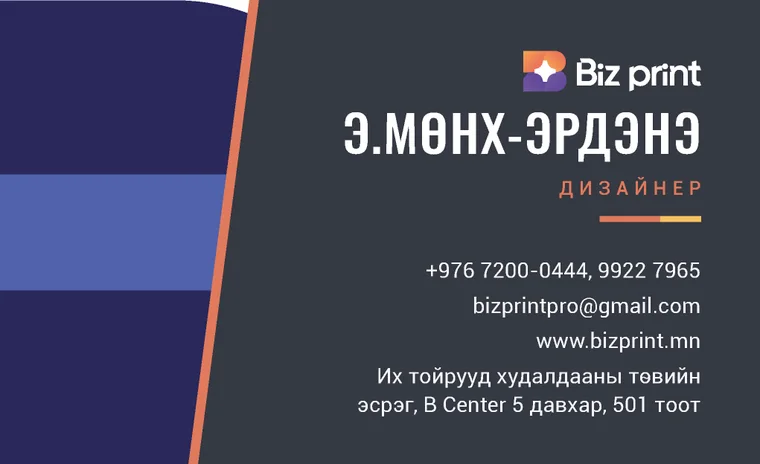 Biz print
Э.МӨНХ-ЭРДЭНЭ
ДИЗАЙНЕР
+976 7200-0444, 9922 7965
bizprintpro@gmail.com
www.bizprint.mn
Их тойрууд худалдааны төвийн
эсрэг, B Center 5 давхар, 501 тоот